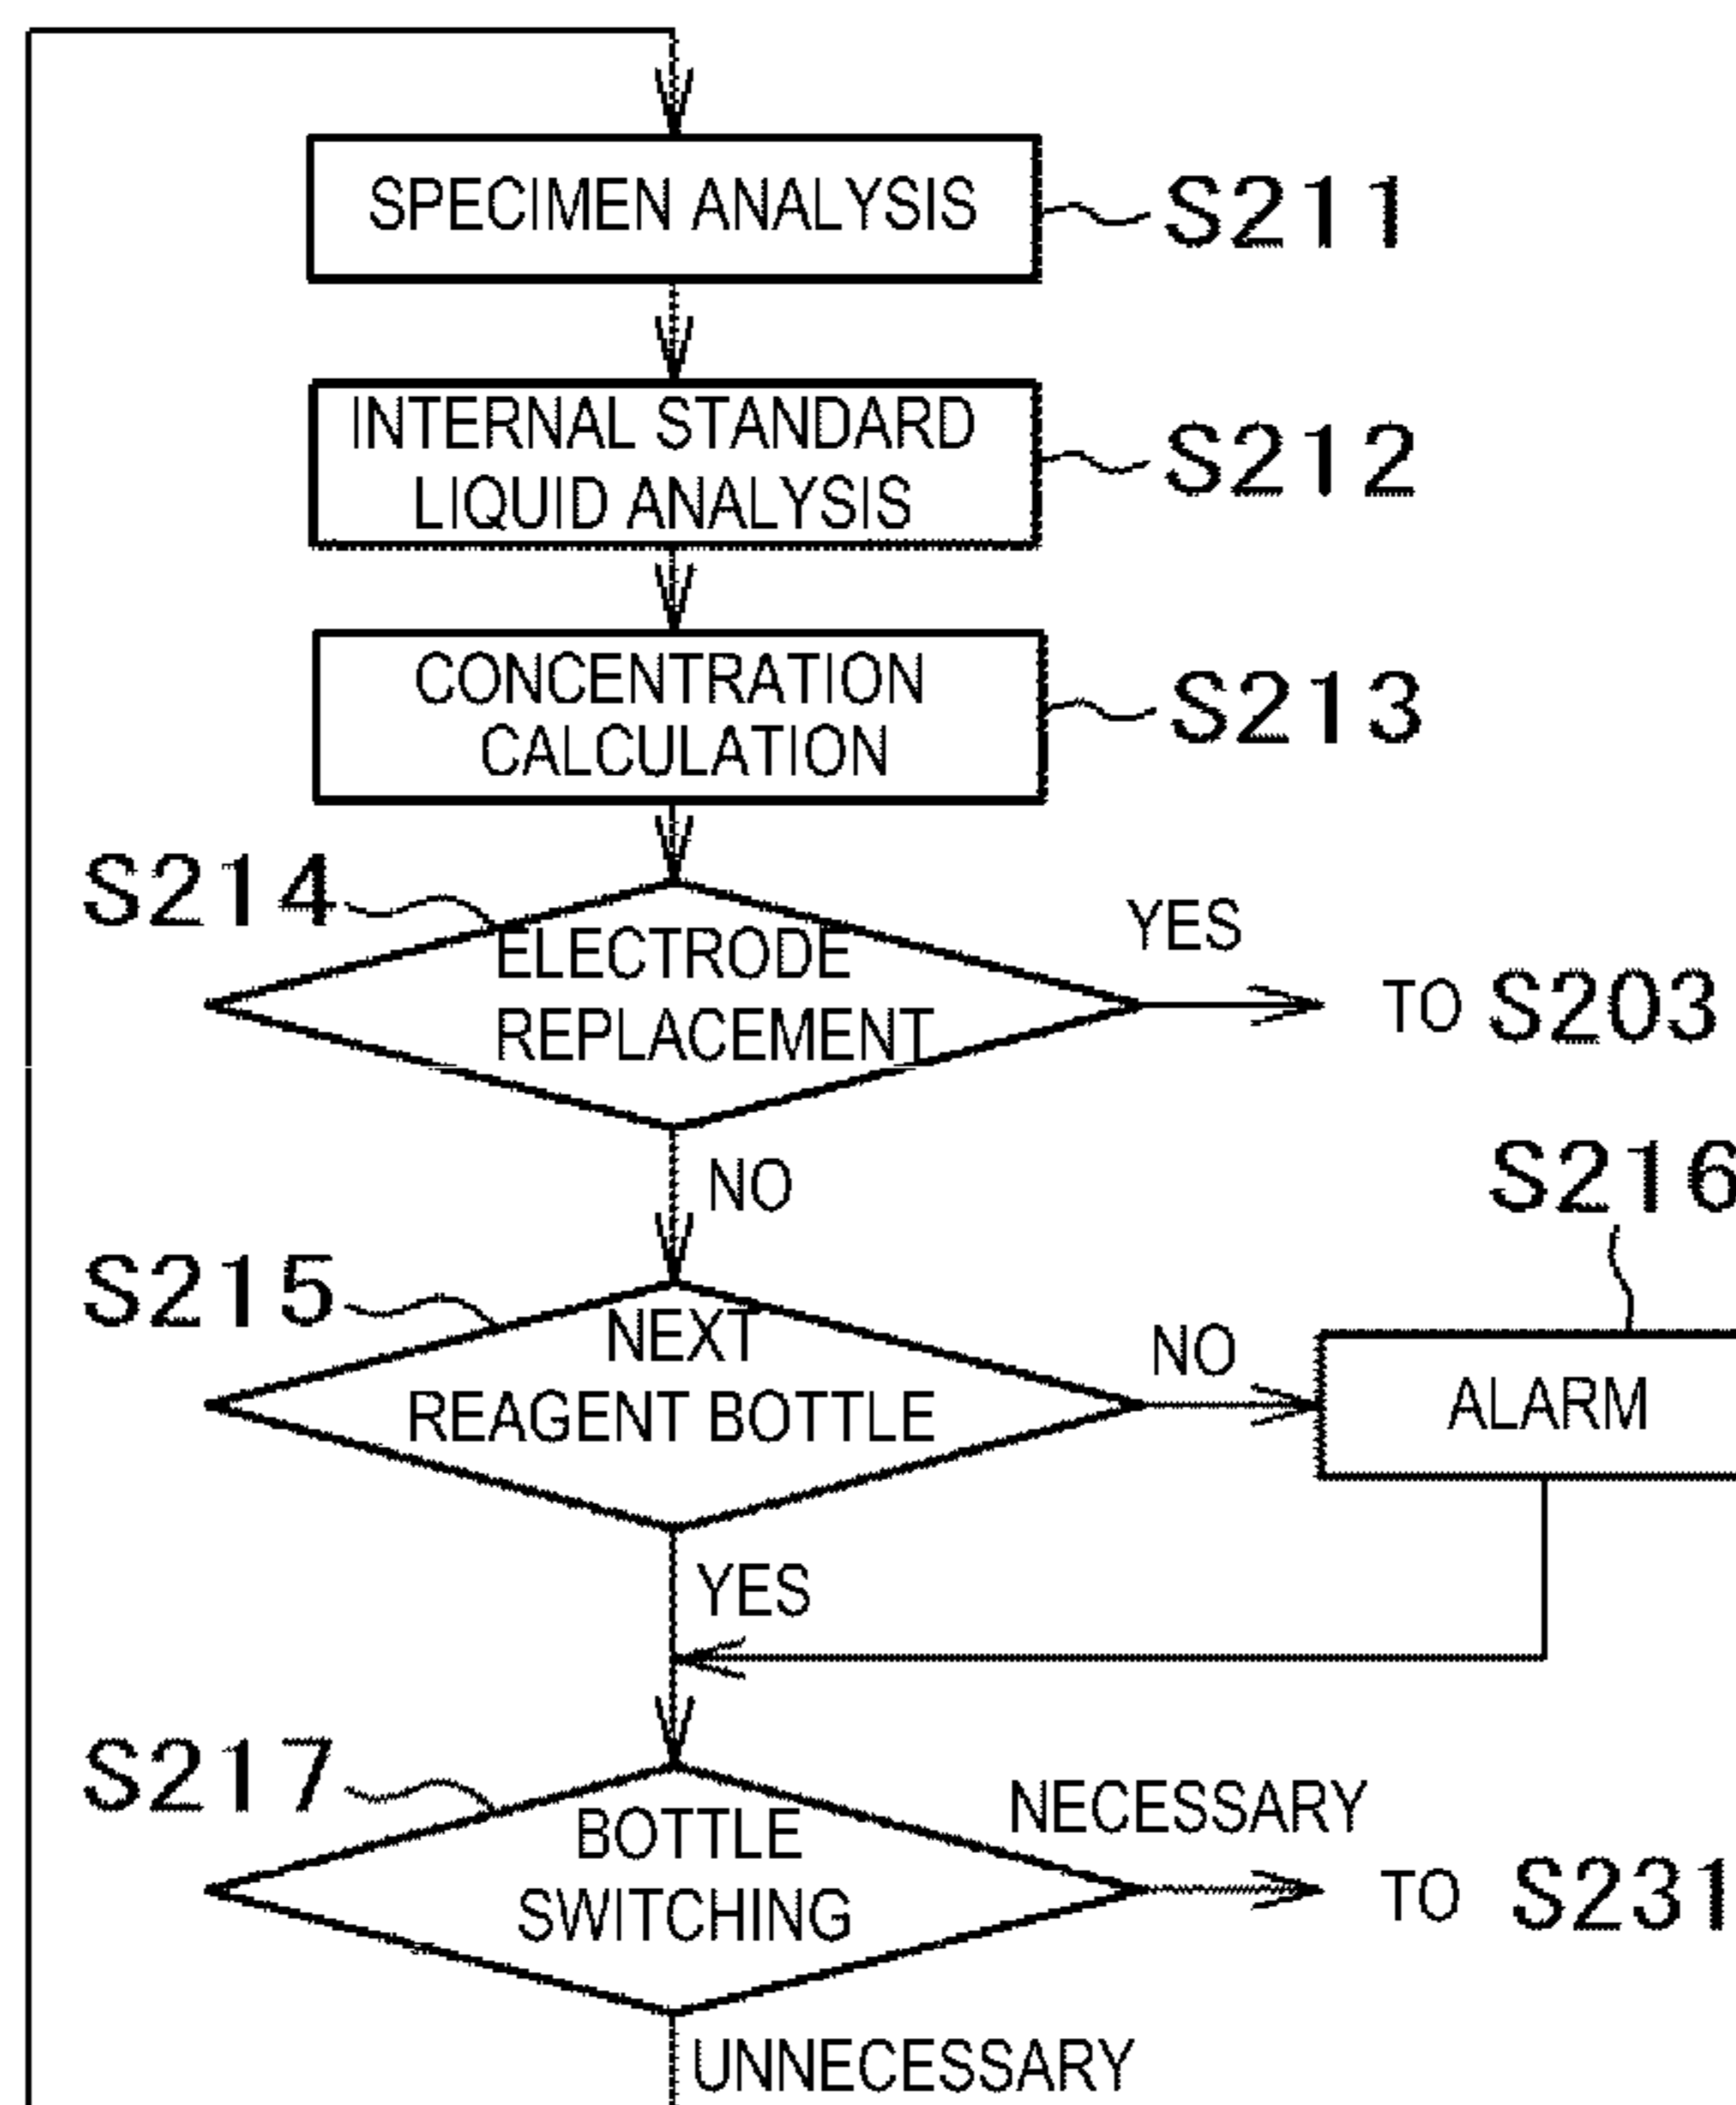 SPECIMEN ANALYSIS
S211
INTERNAL STANDARD
LIQUID ANALYSIS
S212
CONCENTRATION
CALCULATION
S213
S214
ELECTRODE
REPLACEMENT
YES
TO S203
NO
S216
S215
NEXT
REAGENT BOTTLE
NO
ALARM
YES
S217
BOTTLE
SWITCHING
NECESSARY
TO S231
UNNECESSARY